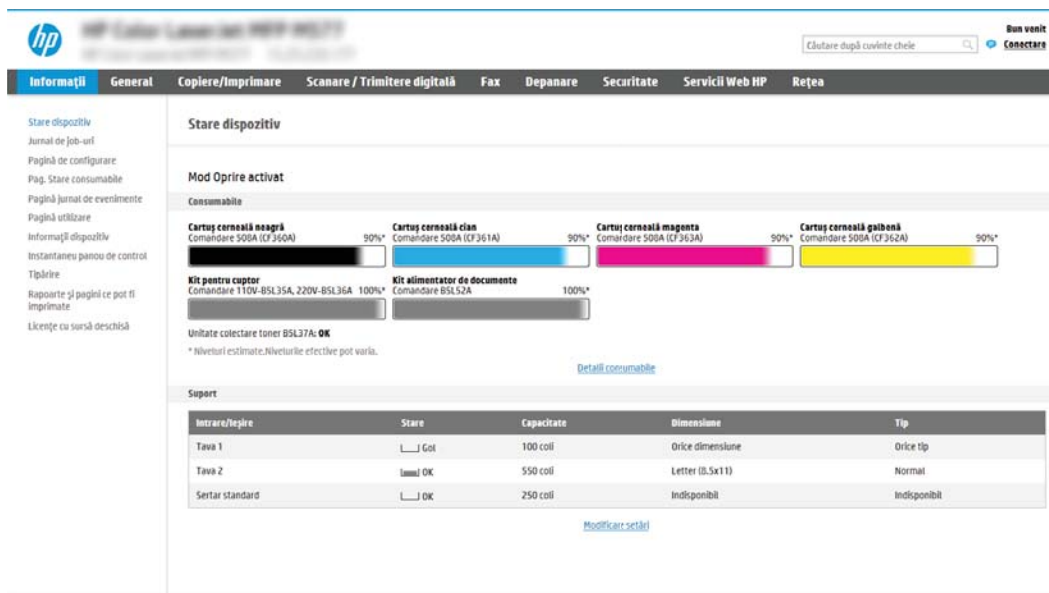 hp
Bun venit
Căutare după cuvinte cheie
Conectare
Informații General Copiere/Imprimare Scanare / Trimitere digitală Fax Depanare Securitate Servicii Web HP Rețea
Stare dispozitiv
Jurnal de job-uri
Pagină de configurare
Pag. Stare consumabile
Pagină jurnal de evenimente
Pagină utilizare
Informații dispozitiv
Instantaneu panou de control
Tipărire
Rapoarte și pagini ce pot fi
imprimate
Licențe cu sursă deschisă
Stare dispozitiv
Mod Oprire activat
Consumabile
Cartuș cerneală neagră Cartuș cerneală cian Cartuș cerneală magenta Cartuș cerneală galbenă
Comandare 508A (CF360A) 90%* Comandare 508A (CF361A) 90%* Comandare 508A (CF363A) 90%* Comandare 508A (CF362A) 90%*
Kit pentru cuptor Kit alimentator de documente
Comandare 110V-B5L35A, 220V-B5L36A 100%* Comandare B5L52A 100%*
Unitate colectare toner B5L37A: OK
* Niveluri estimate.Nivelurile efective pot varia.
Detalii consumabile
Suport
Intrare/Ieșire Stare Capacitate Dimensiune Tip
Tava 1 Gol 100 coli Orice dimensiune Orice tip
Tava 2 OK 550 coli Letter (8.5x11) Normal
Sertar standard OK 250 coli Indisponibil Indisponibil
Modificare setări